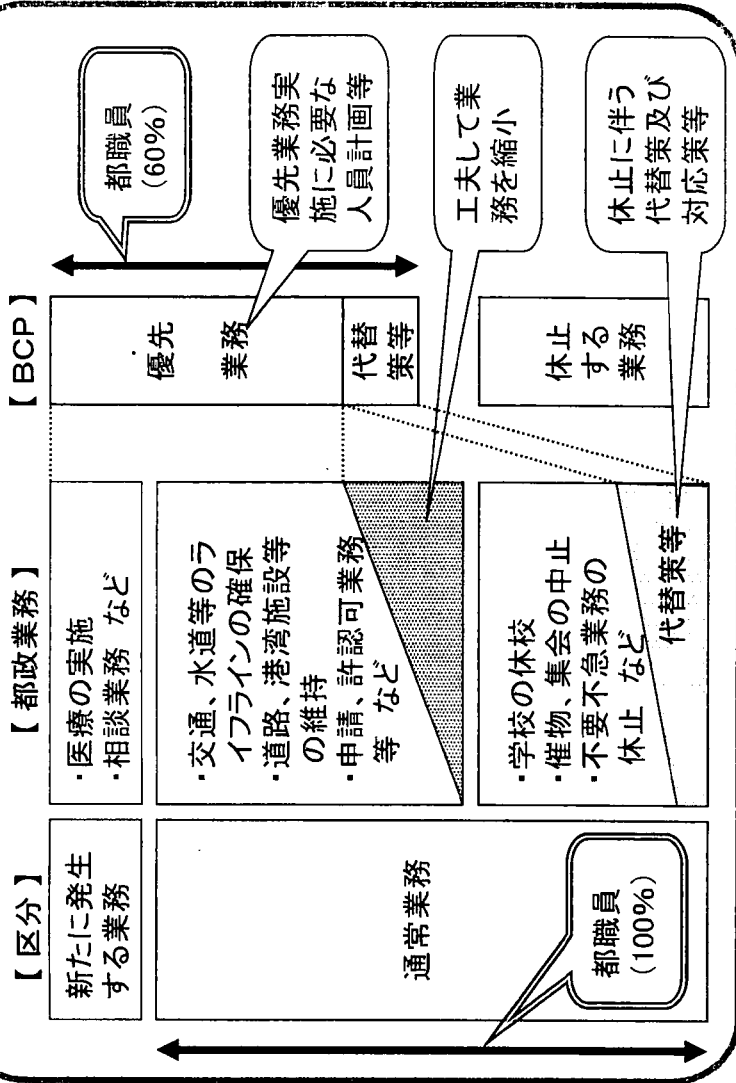 【区分】
【都政業務】
【BCP】
新たに発生
する業務
・医療の実施
・相談業務 など
通常業務
都職員
(100%)
・交通、水道等のラ
イフラインの確保
・道路、港湾施設等
の維持
・申請、許認可業務
等 など
・学校の休校
・催物、集会の中止
・不要不急業務の
休止 など
代替策等
優先
業務
代替
策等
休止
する
業務
都職員
(60%)
優先業務実
施に必要な
人員計画等
工夫して業
務を縮小
休止に伴う
代替策及び
対応策等